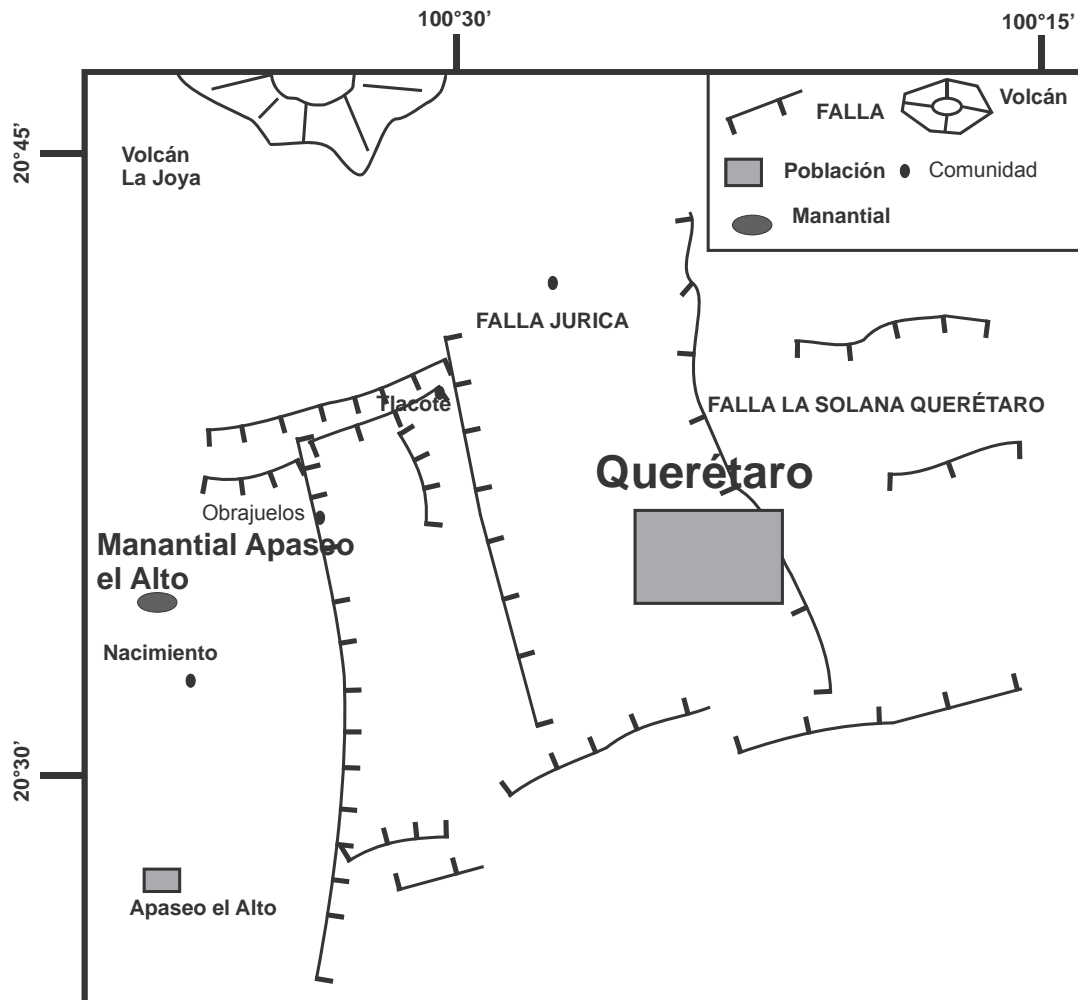 100°30’
100°15’
20°45’
FALLA
Volcán
Población
Comunidad
Manantial
Volcán
La Joya
FALLA JURICA
Tlacote
FALLA LA SOLANA QUERÉTARO
Querétaro
Obrajuelos
Manantial Apaseo
el Alto
Nacimiento
20°30’
Apaseo el Alto